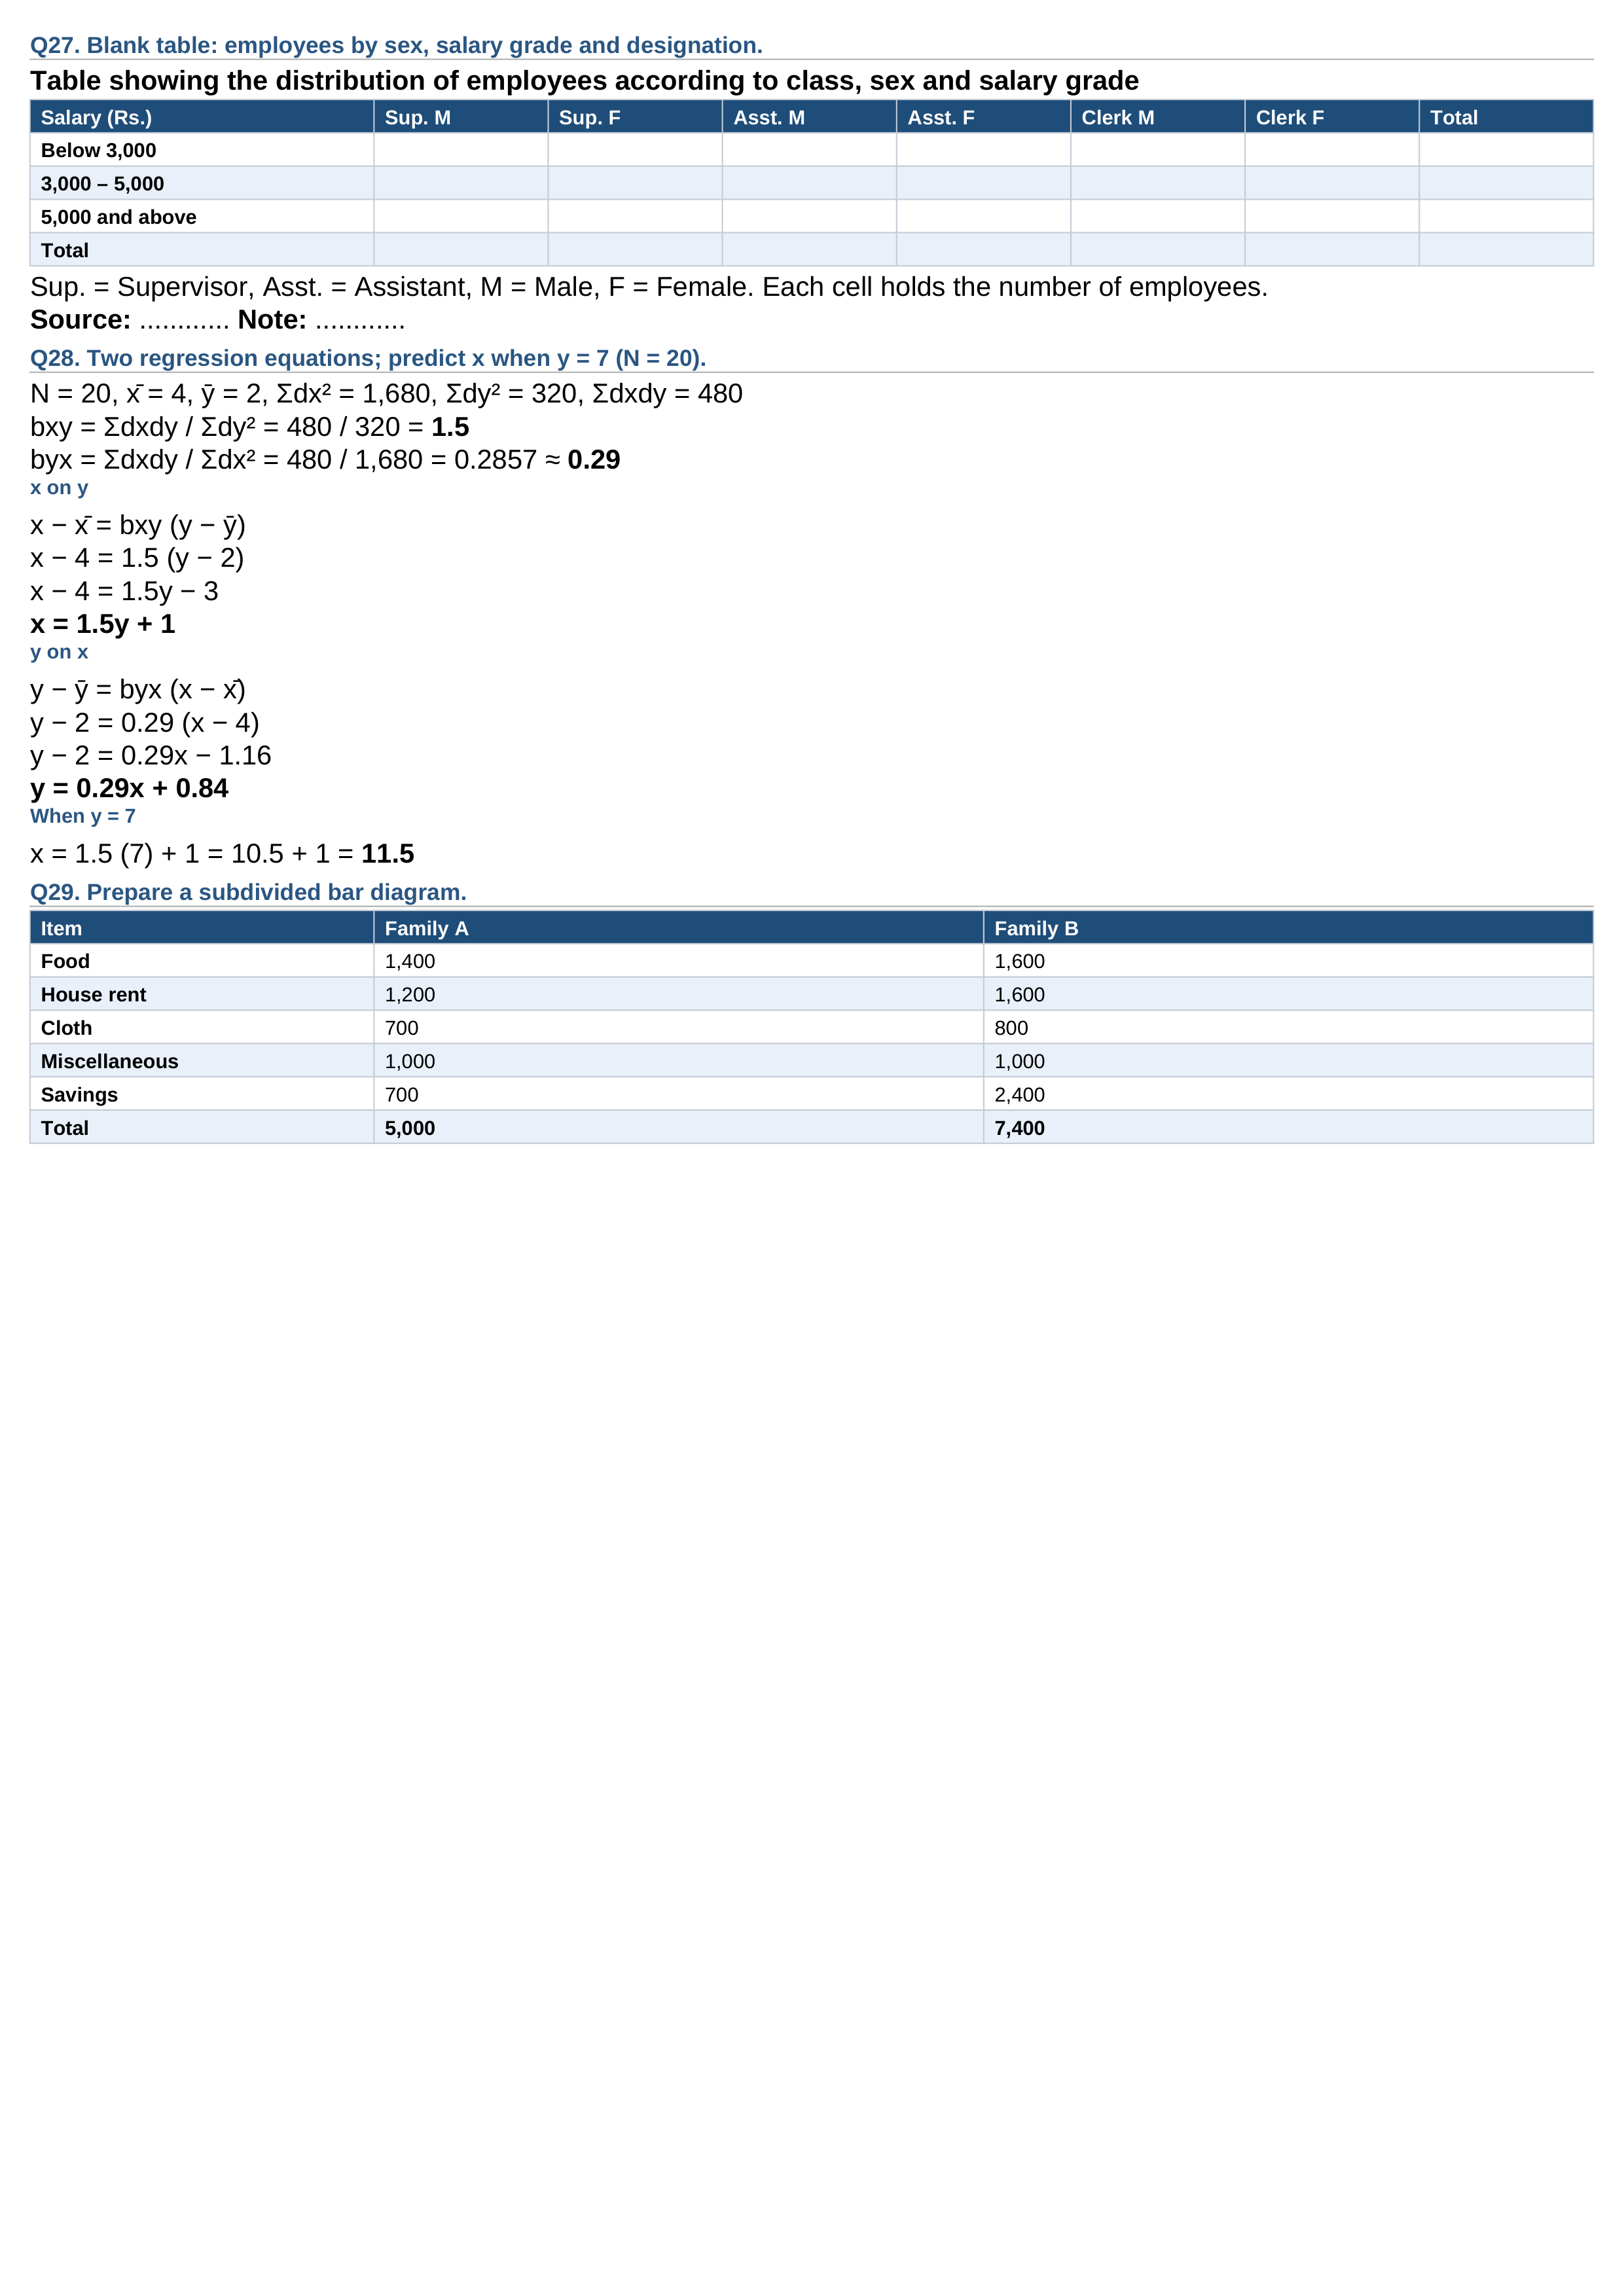 Q27. Blank table: employees by sex, salary grade and designation.
Table showing the distribution of employees according to class, sex and salary grade
Salary (Rs.) Sup. M Sup. F Asst. M Asst. F Clerk M Clerk F Total
Below 3,000
3,000 – 5,000
5,000 and above
Total
Sup. = Supervisor, Asst. = Assistant, M = Male, F = Female. Each cell holds the number of employees.
Source: ............ Note: ............
Q28. Two regression equations; predict x when y = 7 (N = 20).
N = 20, x̄ = 4, ȳ = 2, Σdx² = 1,680, Σdy² = 320, Σdxdy = 480
bxy = Σdxdy / Σdy² = 480 / 320 = 1.5
byx = Σdxdy / Σdx² = 480 / 1,680 = 0.2857 ≈ 0.29
x on y
x − x̄ = bxy (y − ȳ)
x − 4 = 1.5 (y − 2)
x − 4 = 1.5y − 3
x = 1.5y + 1
y on x
y − ȳ = byx (x − x̄)
y − 2 = 0.29 (x − 4)
y − 2 = 0.29x − 1.16
y = 0.29x + 0.84
When y = 7
x = 1.5 (7) + 1 = 10.5 + 1 = 11.5
Q29. Prepare a subdivided bar diagram.
Item Family A Family B
Food 1,400 1,600
House rent 1,200 1,600
Cloth 700 800
Miscellaneous 1,000 1,000
Savings 700 2,400
Total 5,000 7,400